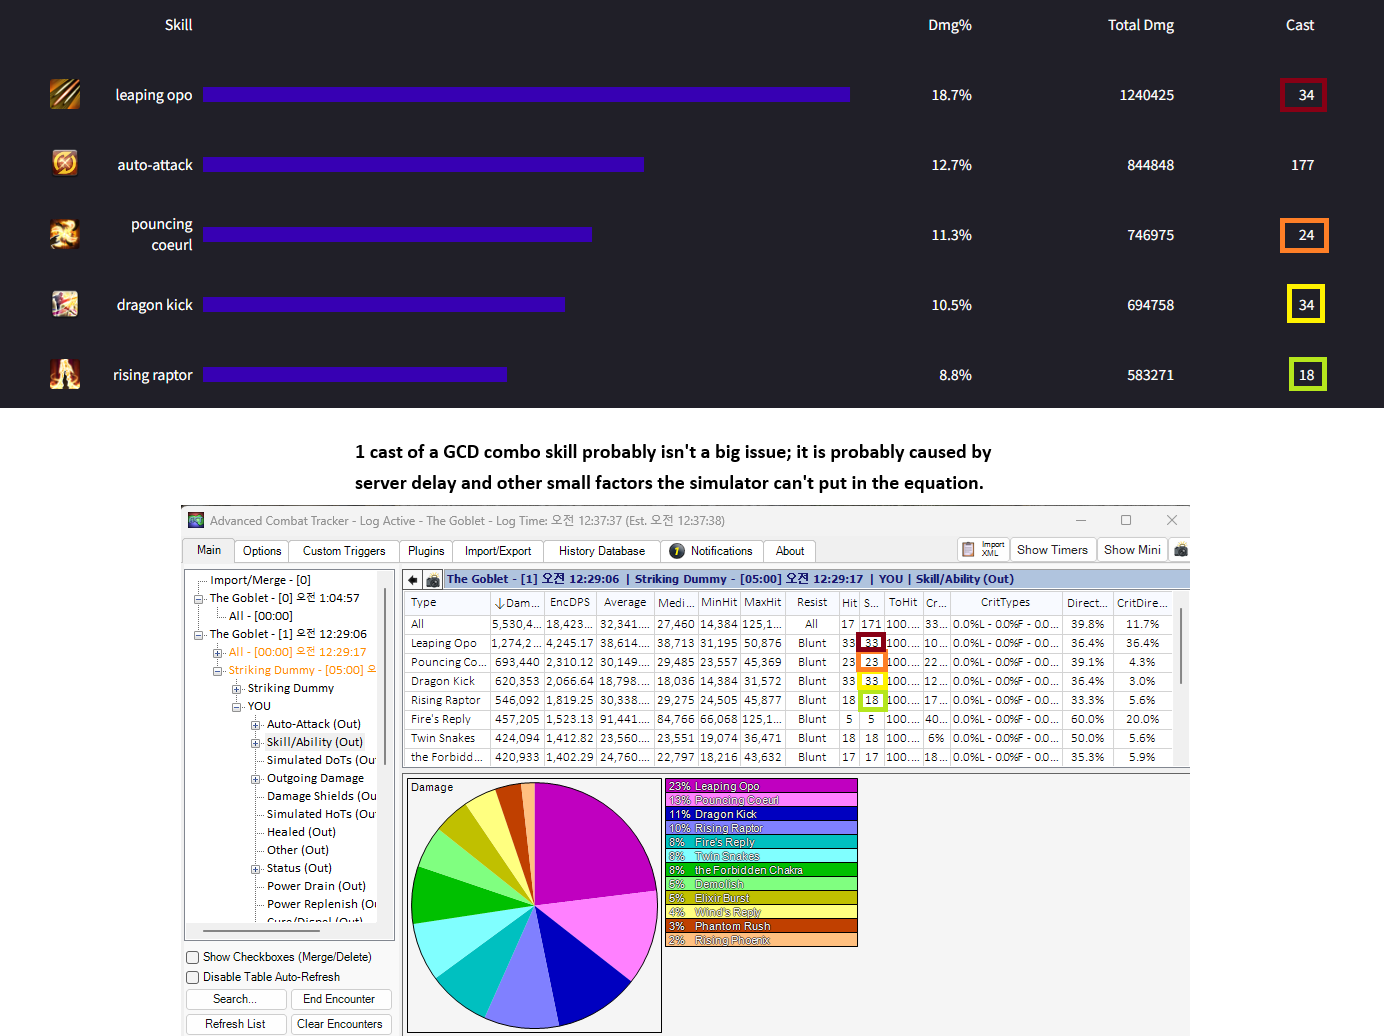 Skill Dmg% Total Dmg Cast
leaping opo 18.7% 1240425 34
auto-attack 12.7% 844848 177
pouncing
coeurl 11.3% 746975 24
dragon kick 10.5% 694758 34
rising raptor 8.8% 583271 18
1 cast of a GCD combo skill probably isn't a big issue; it is probably caused by
server delay and other small factors the simulator can't put in the equation.
Advanced Combat Tracker - Log Active - The Goblet - Log Time: 오전 12:37:37 (Est. 오전 12:37:38)
Main Options Custom Triggers Plugins Import/Export History Database 1 Notifications About Import XML Show Timers Show Mini
Import/Merge - [0]
The Goblet - [0] 오전 1:04:57
All - [00:00]
The Goblet - [1] 오전 12:29:06
All - [00:00] 오전 12:29:17
Striking Dummy - [05:00] 오
Striking Dummy
YOU
Auto-Attack (Out)
Skill/Ability (Out)
Simulated DoTs (Ou
Outgoing Damage
Damage Shields (Ou
Simulated HoTs (Out
Healed (Out)
Other (Out)
Status (Out)
Power Drain (Out)
Power Replenish (Ou
Cure/Dispel (Out)
Show Checkboxes (Merge/Delete)
Disable Table Auto-Refresh
Search... End Encounter
Refresh List Clear Encounters
The Goblet - [1] 오전 12:29:06 | Striking Dummy - [05:00] 오전 12:29:17 | YOU | Skill/Ability (Out)
Type Dam... EncDPS Average Medi... MinHit MaxHit Resist Hit S... ToHit Cr... CritTypes Direct... CritDire...
All 5,530,4... 18,423... 32,341.... 27,460 14,384 125,1... All 17 171 100.... 33... 0.0%L - 0.0%F - 0.0... 39.8% 11.7%
Leaping Opo 1,274,2... 4,245.17 38,614.... 38,713 31,195 50,876 Blunt 33 33 100.... 10... 0.0%L - 0.0%F - 0.0... 36.4% 36.4%
Pouncing Co... 693,440 2,310.12 30,149.... 29,485 23,557 45,369 Blunt 23 23 100.... 22... 0.0%L - 0.0%F - 0.0... 39.1% 4.3%
Dragon Kick 620,353 2,066.64 18,798.... 18,036 14,384 31,572 Blunt 33 33 100.... 12... 0.0%L - 0.0%F - 0.0... 36.4% 3.0%
Rising Raptor 546,092 1,819.25 30,338.... 29,275 24,505 45,877 Blunt 18 18 100.... 17... 0.0%L - 0.0%F - 0.0... 33.3% 5.6%
Fire's Reply 457,205 1,523.13 91,441.... 84,766 66,068 125,1... Blunt 5 5 100.... 40... 0.0%L - 0.0%F - 0.0... 60.0% 20.0%
Twin Snakes 424,094 1,412.82 23,560.... 23,551 19,074 36,471 Blunt 18 18 100.... 6% 0.0%L - 0.0%F - 0.0... 50.0% 5.6%
the Forbidd... 420,933 1,402.29 24,760.... 22,797 18,216 43,632 Blunt 17 17 100.... 18... 0.0%L - 0.0%F - 0.0... 35.3% 5.9%
Damage
23% Leaping Opo
13% Pouncing Coeurl
11% Dragon Kick
10% Rising Raptor
8% Fire's Reply
8% Twin Snakes
8% the Forbidden Chakra
5% Demolish
5% Elixir Burst
4% Wind's Reply
3% Phantom Rush
2% Rising Phoenix